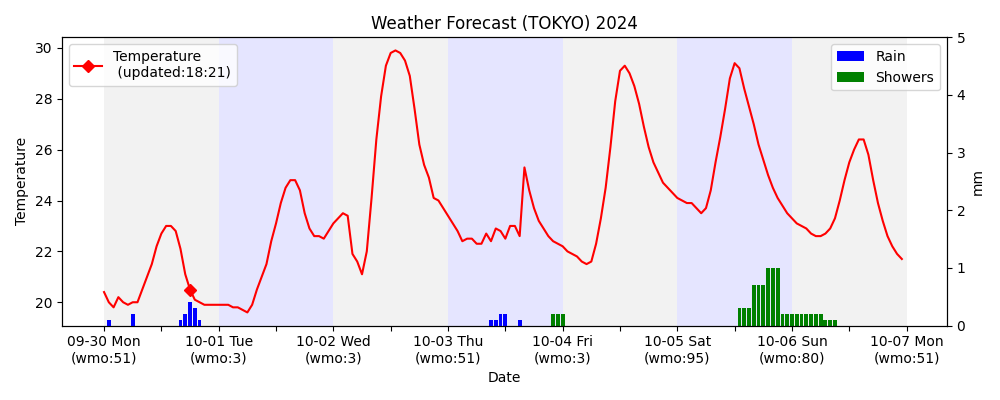 Weather Forecast (TOKYO) 2024
Temperature
(updated:18:21)
Rain
Showers
Temperature
30
28
26
24
22
20
5
4
3
2
1
0
mm
09-30 Mon
(wmo:51)
10-01 Tue
(wmo:3)
10-02 Wed
(wmo:3)
10-03 Thu
(wmo:51)
10-04 Fri
(wmo:3)
10-05 Sat
(wmo:95)
10-06 Sun
(wmo:80)
10-07 Mon
(wmo:51)
Date